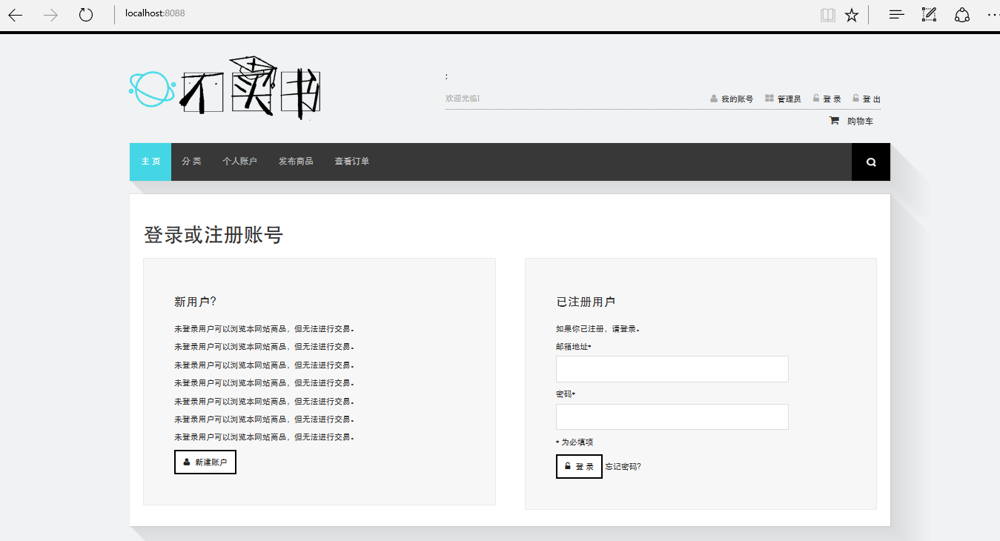 localhost:8088
不卖书
;
欢迎光临!
我的账号 管理员 登 录 登 出
购物车
主 页 分 类 个人账户 发布商品 查看订单
登录或注册账号
新用户?
未登录用户可以浏览本网站商品，但无法进行交易。
未登录用户可以浏览本网站商品，但无法进行交易。
未登录用户可以浏览本网站商品，但无法进行交易。
未登录用户可以浏览本网站商品，但无法进行交易。
未登录用户可以浏览本网站商品，但无法进行交易。
未登录用户可以浏览本网站商品，但无法进行交易。
未登录用户可以浏览本网站商品，但无法进行交易。
新建账户
已注册用户
如果你已注册，请登录。
邮箱地址*
密码*
* 为必填项
登 录 忘记密码?